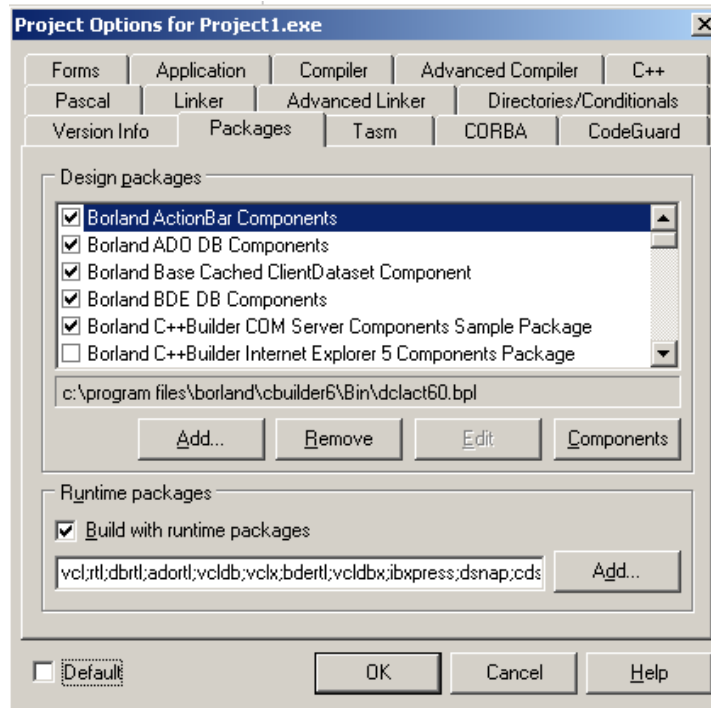 Project Options for Project1.exe
Forms Application Compiler Advanced Compiler C++
Pascal Linker Advanced Linker Directories/Conditionals
Version Info Packages Tasm CORBA CodeGuard
Design packages
Borland ActionBar Components
Borland ADO DB Components
Borland Base Cached ClientDataset Component
Borland BDE DB Components
Borland C++Builder COM Server Components Sample Package
Borland C++Builder Internet Explorer 5 Components Package
c:\program files\borland\cbuilder6\Bin\dclact60.bpl
Add... Remove Edit Components
Runtime packages
Build with runtime packages
vcl;rtl;dbrtl;adortl;vcldb;vclx;bdertl;vcldbx;ibxpress;dsnap;cds
Add...
Default OK Cancel Help